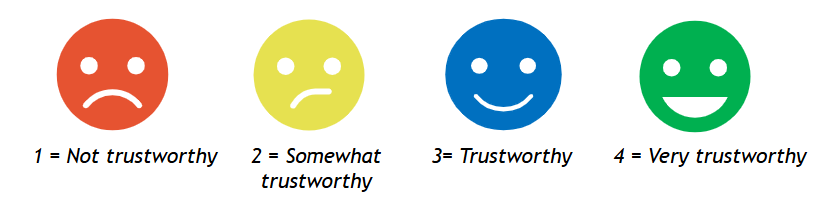 1 = Not trustworthy
2 = Somewhat
trustworthy
3= Trustworthy
4 = Very trustworthy